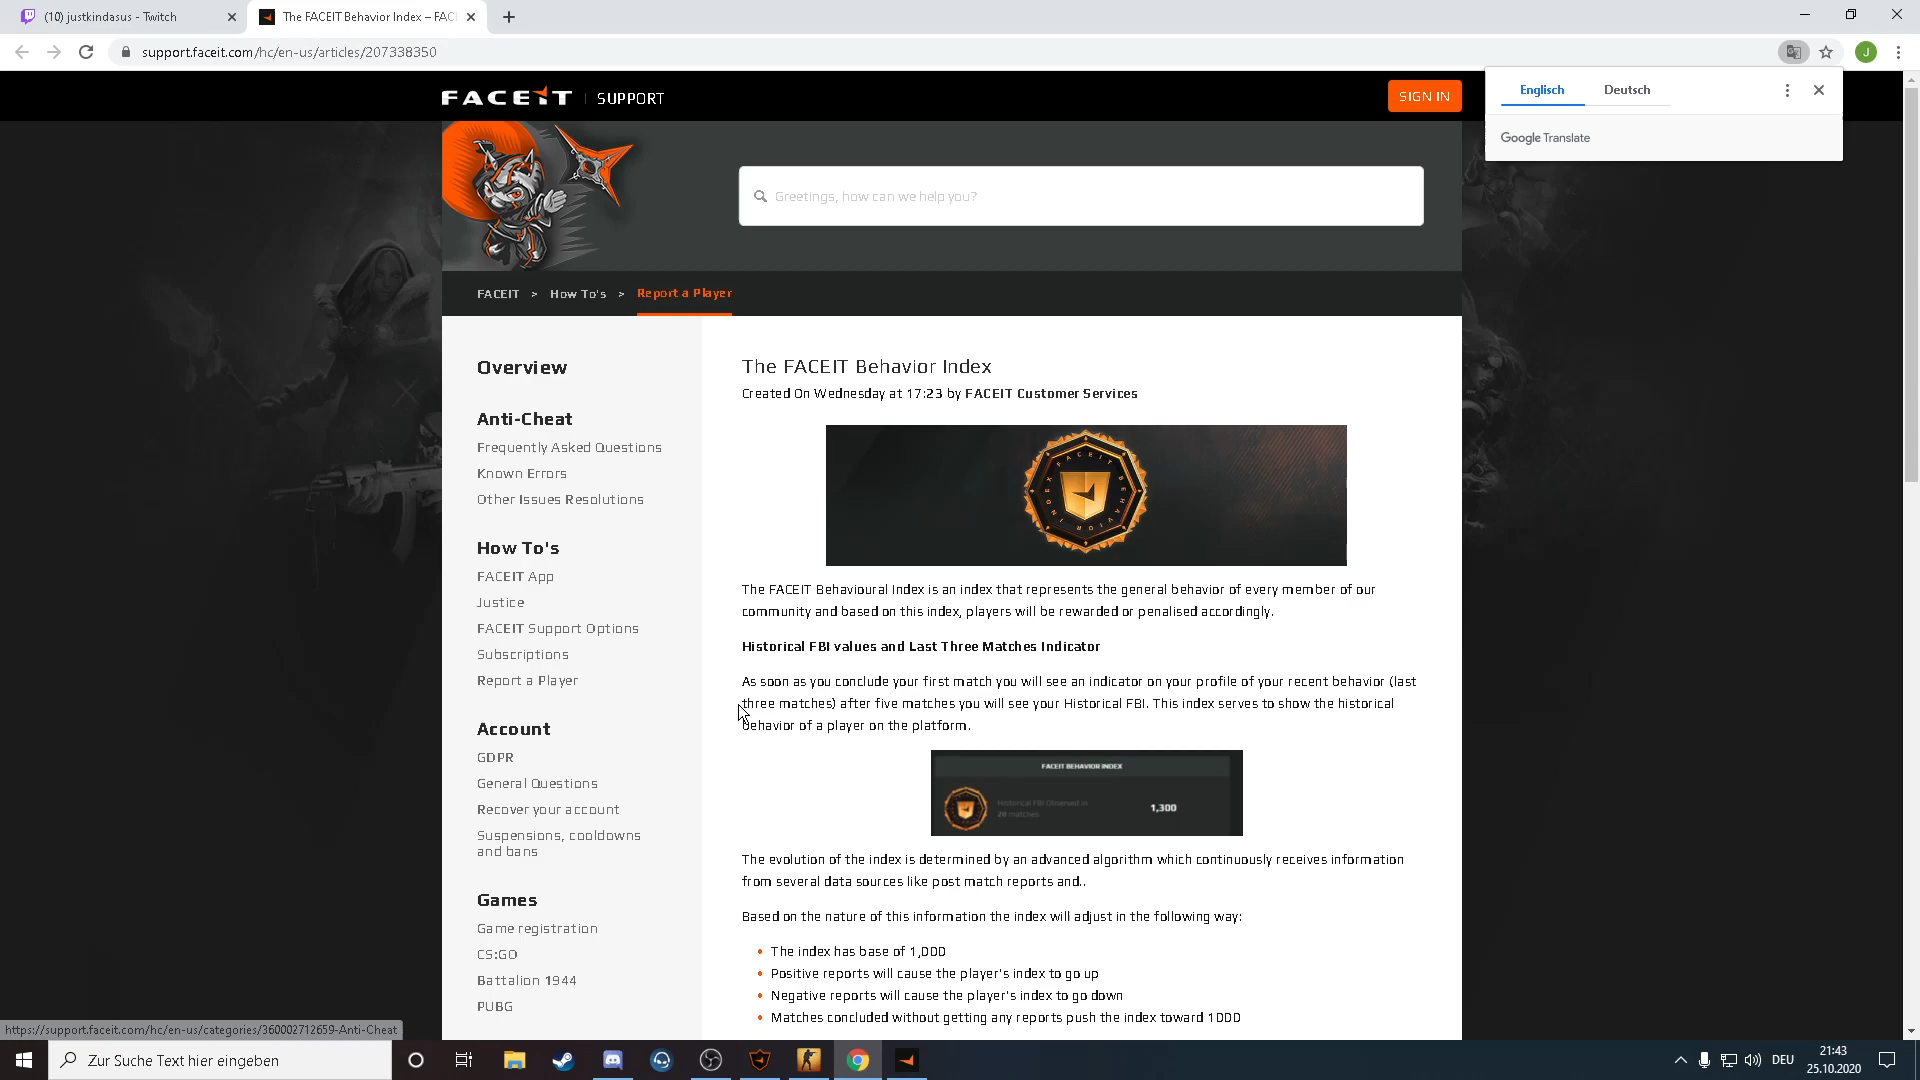 (10) justkindasus - Twitch
The FACEIT Behavior Index – FAC
support.faceit.com/hc/en-us/articles/207338350
J
Englisch
Deutsch
Google Translate
FACEIT SUPPORT
SIGN IN
Greetings, how can we help you?
FACEIT > How To's > Report a Player
Overview
Anti-Cheat
Frequently Asked Questions
Known Errors
Other Issues Resolutions
How To's
FACEIT App
Justice
FACEIT Support Options
Subscriptions
Report a Player
Account
GDPR
General Questions
Recover your account
Suspensions, cooldowns
and bans
Games
Game registration
CS:GO
Battalion 1944
PUBG
The FACEIT Behavior Index
Created On Wednesday at 17:23 by FACEIT Customer Services
FACEIT BEHAVIOR INDEX
The FACEIT Behavioural Index is an index that represents the general behavior of every member of our
community and based on this index, players will be rewarded or penalised accordingly.
Historical FBI values and Last Three Matches Indicator
As soon as you conclude your first match you will see an indicator on your profile of your recent behavior (last
three matches) after five matches you will see your Historical FBI. This index serves to show the historical
behavior of a player on the platform.
FACEIT BEHAVIOR INDEX
Historical FBI Observed in
28 matches
1,300
The evolution of the index is determined by an advanced algorithm which continuously receives information
from several data sources like post match reports and..
Based on the nature of this information the index will adjust in the following way:
• The index has base of 1,000
• Positive reports will cause the player's index to go up
• Negative reports will cause the player's index to go down
• Matches concluded without getting any reports push the index toward 1000
https://support.faceit.com/hc/en-us/categories/360002712659-Anti-Cheat
Zur Suche Text hier eingeben
DEU
21:43
25.10.2020